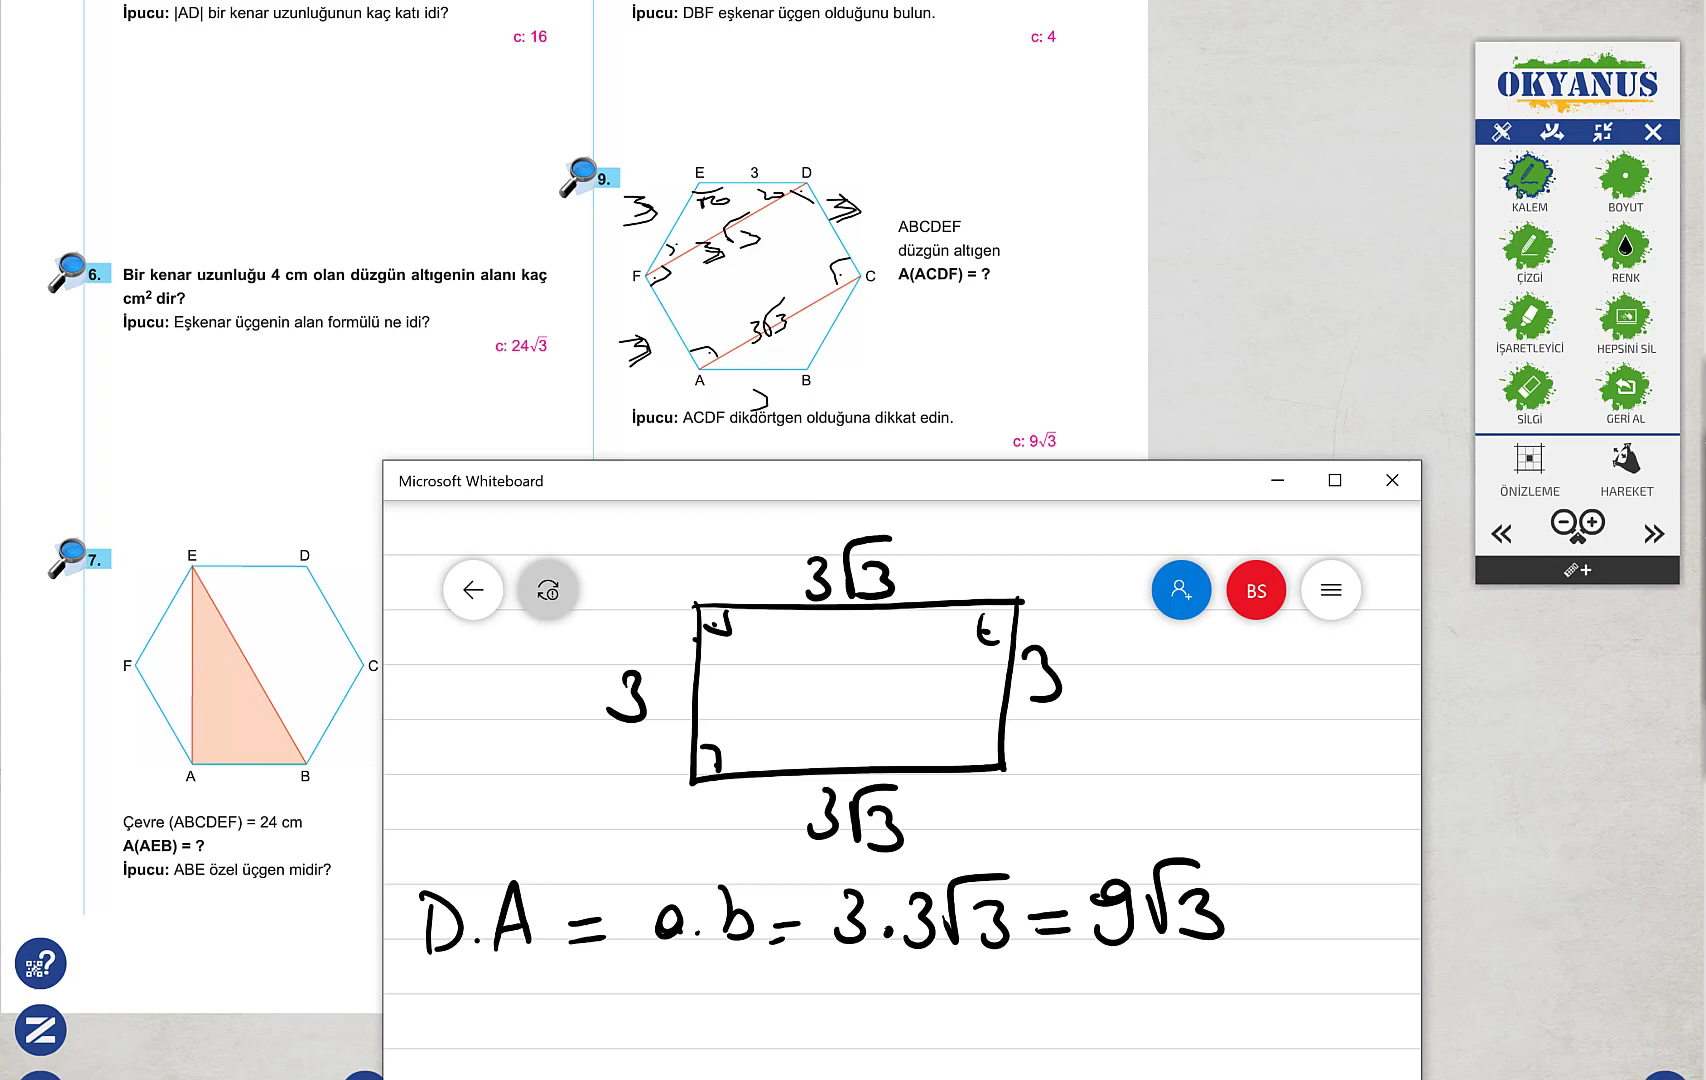 İpucu: |AD| bir kenar uzunluğunun kaç katı idi?
c: 16
6.
Bir kenar uzunluğu 4 cm olan düzgün altıgenin alanı kaç
cm² dir?
İpucu: Eşkenar üçgenin alan formülü ne idi?
c: 24√3
7.
E
D
F
C
A
B
Çevre (ABCDEF) = 24 cm
A(AEB) = ?
İpucu: ABE özel üçgen midir?
İpucu: DBF eşkenar üçgen olduğunu bulun.
c: 4
9.
E
3
D
3
3
3√3
F
C
3√3
3
A
B
ABCDEF
düzgün altıgen
A(ACDF) = ?
İpucu: ACDF dikdörtgen olduğuna dikkat edin.
c: 9√3
Microsoft Whiteboard
BS
3√3
3
3
3√3
D.A = a.b = 3.3√3 = 9√3
OKYANUS
KALEM
BOYUT
ÇİZGİ
RENK
İŞARETLEYİCİ
HEPSİNİ SİL
SİLGİ
GERİ AL
ÖNİZLEME
HAREKET